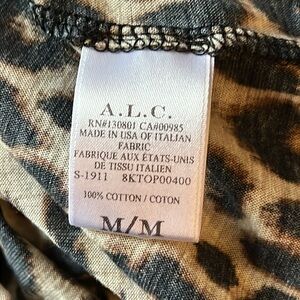 A.L.C.
RN#130801 CA#00985
MADE IN USA OF ITALIAN
FABRIC
FABRIQUE AUX ÉTATS-UNIS
DE TISSU ITALIEN
S-1911 8KTOP00400
100% COTTON / COTON
M/M